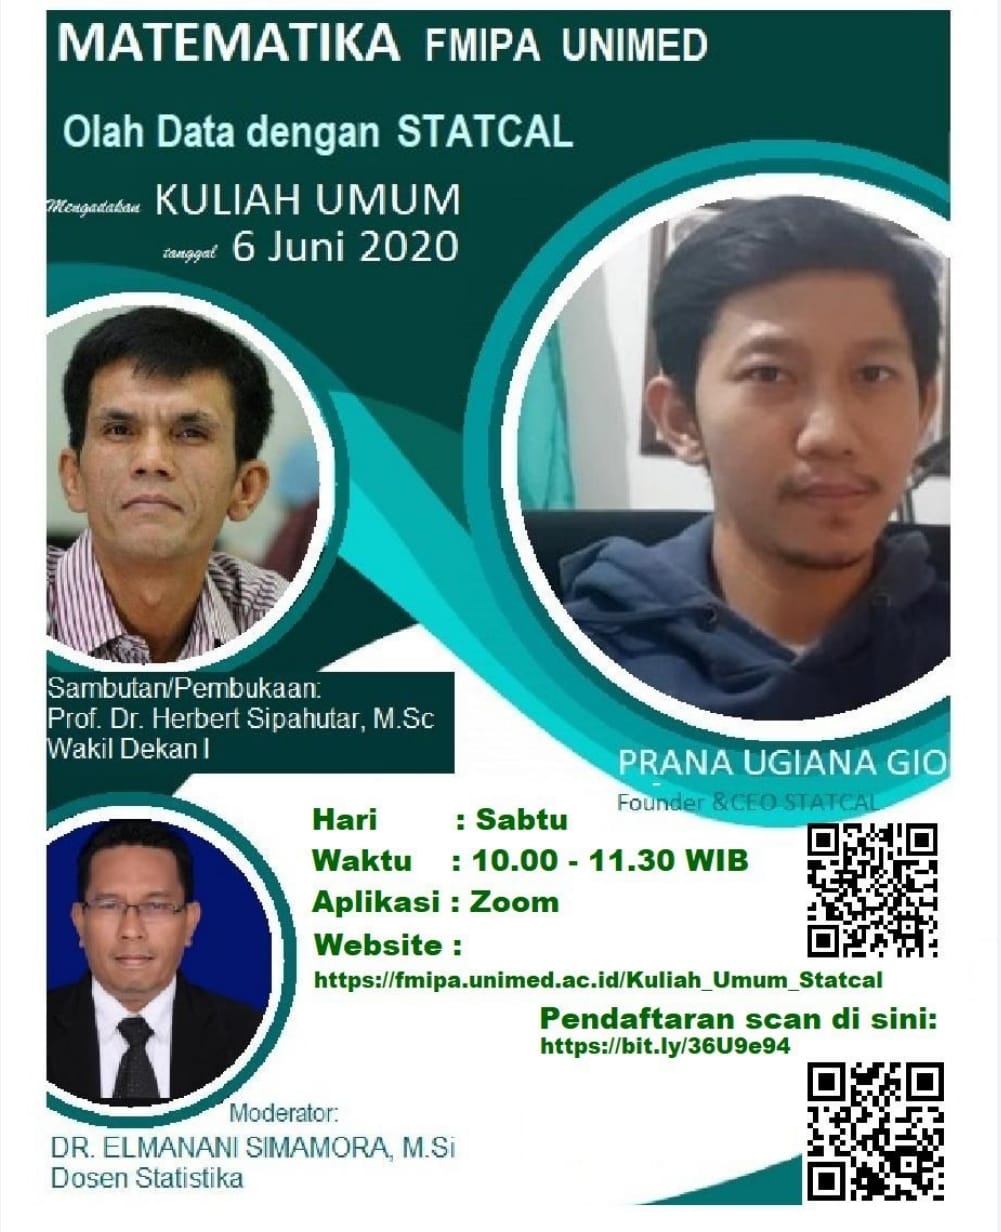 MATEMATIKA FMIPA UNIMED
Olah Data dengan STATCAL
Mengadakan KULIAH UMUM
tanggal 6 Juni 2020
Sambutan/Pembukaan:
Prof. Dr. Herbert Sipahutar, M.Sc
Wakil Dekan I
PRANA UGIANA GIO
Founder &CEO STATCAL
Hari : Sabtu
Waktu : 10.00 - 11.30 WIB
Aplikasi : Zoom
Website :
https://fmipa.unimed.ac.id/Kuliah_Umum_Statcal
Pendaftaran scan di sini:
https://bit.ly/36U9e94
Moderator:
DR. ELMANANI SIMAMORA, M.Si
Dosen Statistika